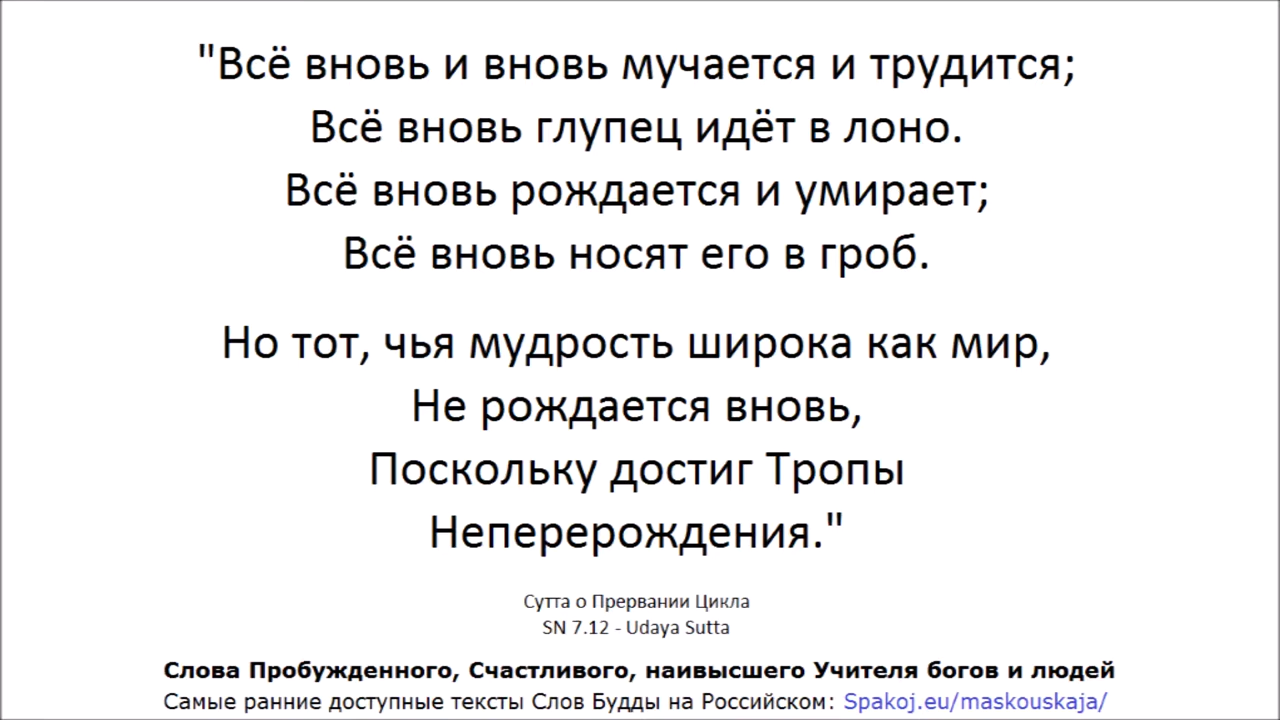 "Всё вновь и вновь мучается и трудится;
Всё вновь глупец идёт в лоно.
Всё вновь рождается и умирает;
Всё вновь носят его в гроб.
Но тот, чья мудрость широка как мир,
Не рождается вновь,
Поскольку достиг Тропы
Неперерождения."
Сутта о Прервании Цикла
SN 7.12 - Udaya Sutta
Слова Пробужденного, Счастливого, наивысшего Учителя богов и людей
Самые ранние доступные тексты Слов Будды на Российском: Spakoj.eu/maskouskaja/